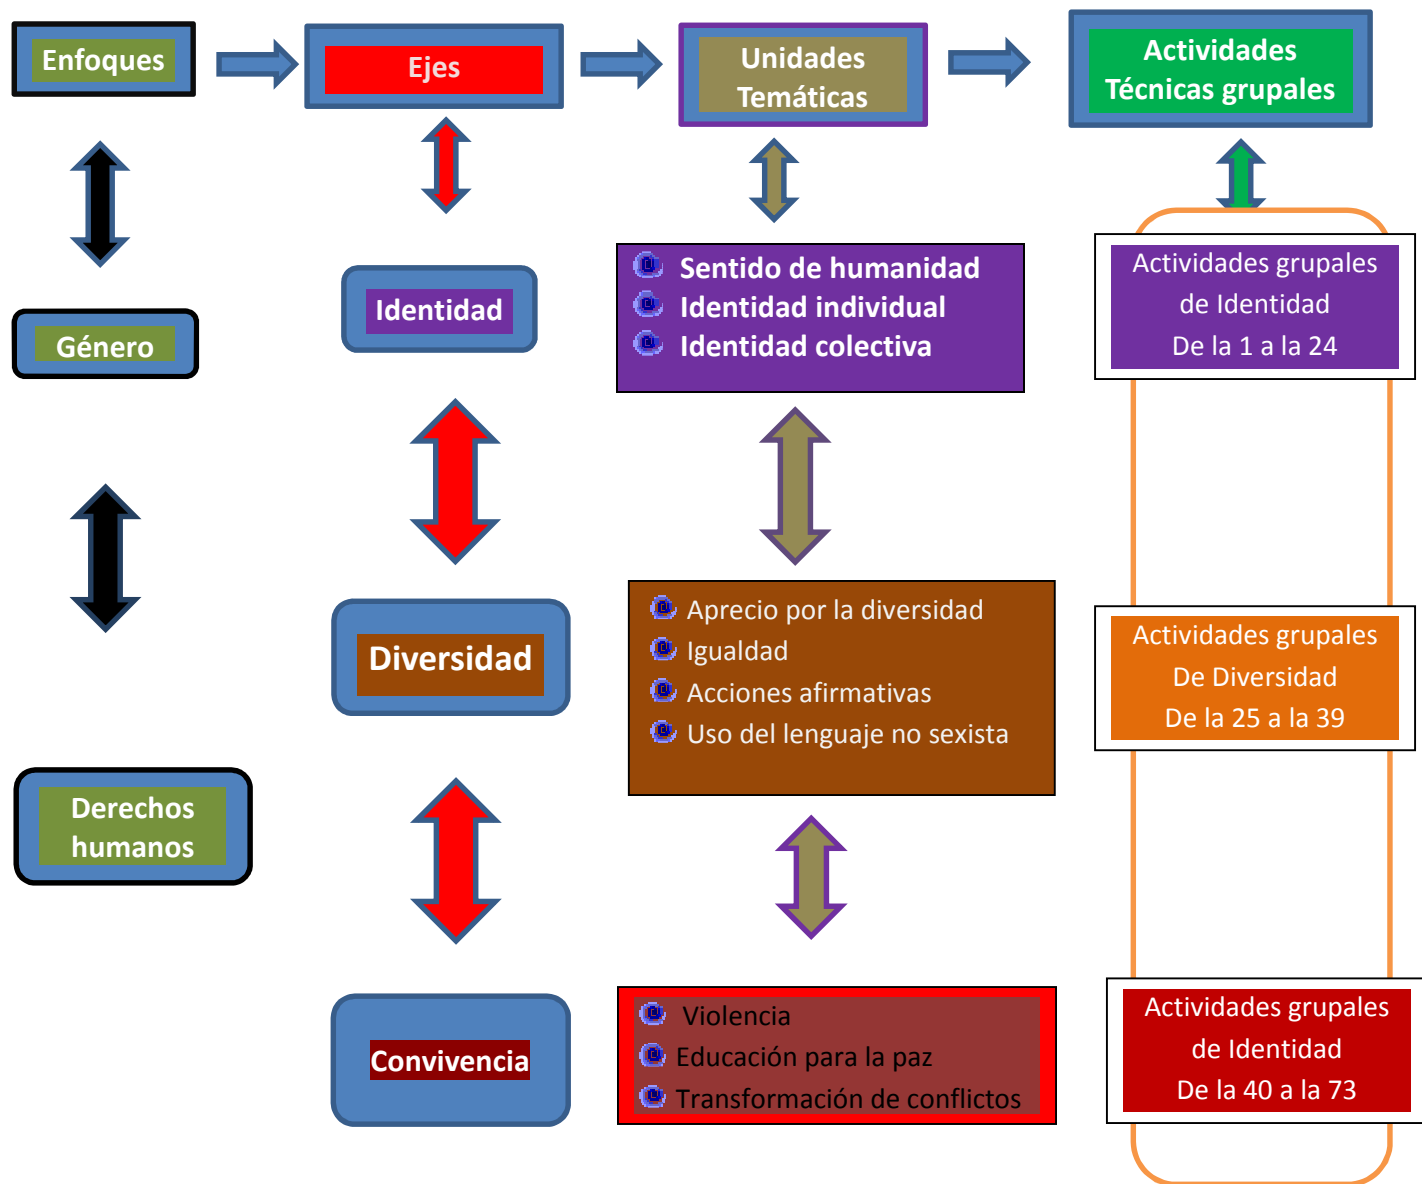 Enfoques
Ejes
Unidades
Temáticas
Actividades
Técnicas grupales
Género
Identidad
Sentido de humanidad
Identidad individual
Identidad colectiva
Actividades grupales
de Identidad
De la 1 a la 24
Derechos
humanos
Diversidad
Aprecio por la diversidad
Igualdad
Acciones afirmativas
Uso del lenguaje no sexista
Actividades grupales
De Diversidad
De la 25 a la 39
Convivencia
Violencia
Educación para la paz
Transformación de conflictos
Actividades grupales
de Identidad
De la 40 a la 73